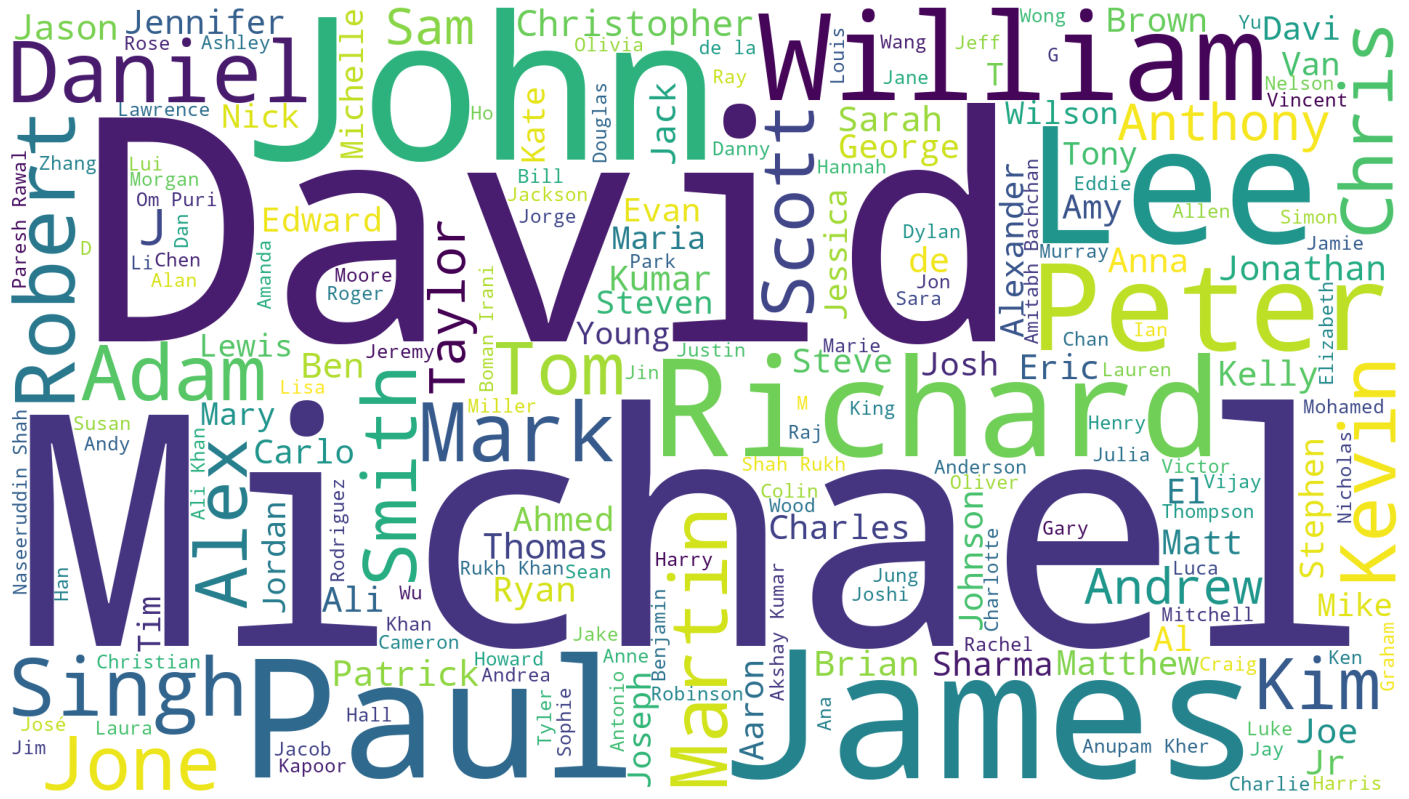 Jason
Jennifer
Rose
Ashley
Daniel
Lawrence
Nick
Michelle
Sam
John
Christopher
Olivia
de la
Ray
Ho
Kate
Douglas
Jack
Danny
William
Louis
Wang
Jane
Jeff
T
G
Wong
Brown
Yu
Davi
Van
Nelson
Vincent
Chris
Robert
Paresh Rawal
Zhang
Lui
Morgan
Om Puri
J
Dan
Li
Chen
Alan
D
David
Edward
Amanda
Moore
Roger
Taylor
Bill
Jackson
Jorge
Evan
Maria
Park
Kumar
Steven
Young
Boman Irani
Scott
Sarah
George
Hannah
Jessica
Dylan
de
Jon
Sara
Wilson
Anthony
Alexander
Amitabh Bachchan
Lee
Tony
Eddie
Amy
Allen
Simon
Jamie
Murray
Anna
Jonathan
Peter
Chan
Ian
Elizabeth
Adam
Lewis
Ben
Jeremy
Lisa
Tom
Jin
Miller
Justin
Marie
Steve
Josh
Eric
Lauren
Kelly
Richard
M
King
Raj
Henry
Julia
Mohamed
Kevin
Susan
Andy
Naseeruddin Shah
Mary
Alex
Ali Khan
Carlo
Smith
Mark
Shah Rukh
Colin
Wood
Anderson
Oliver
Victor
Vijay
El
Thompson
Stephen
Nicholas
Michael
Han
Tim
Jordan
Rodriguez
Ali
Wu
Khan
Cameron
Ahmed
Thomas
Rukh Khan
Sean
Ryan
Jake
Harry
Martin
Benjamin
Charles
Akshay Kumar
Jung
Joshi
Johnson
Charlotte
Rachel
Gary
Matt
Luca
Andrew
Mitchell
Al
Mike
Graham
Singh
Christian
José
Laura
Jim
Jone
Paul
Patrick
Hall
Jacob
Kapoor
Howard
Andrea
Anne
Tyler
Sophie
Antonio
Joseph
Robinson
Aaron
James
Ana
Brian
Sharma
Matthew
Craig
Anupam Kher
Kim
Ken
Luke
Jay
Joe
Jr
Charlie
Harris